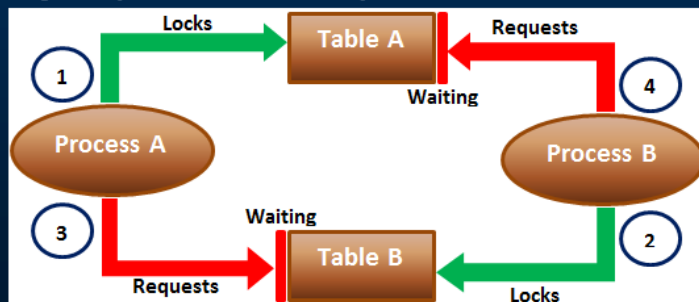 Locks
Table A
Requests
1
Waiting
4
Process A
Process B
3
Waiting
2
Table B
Requests
Locks